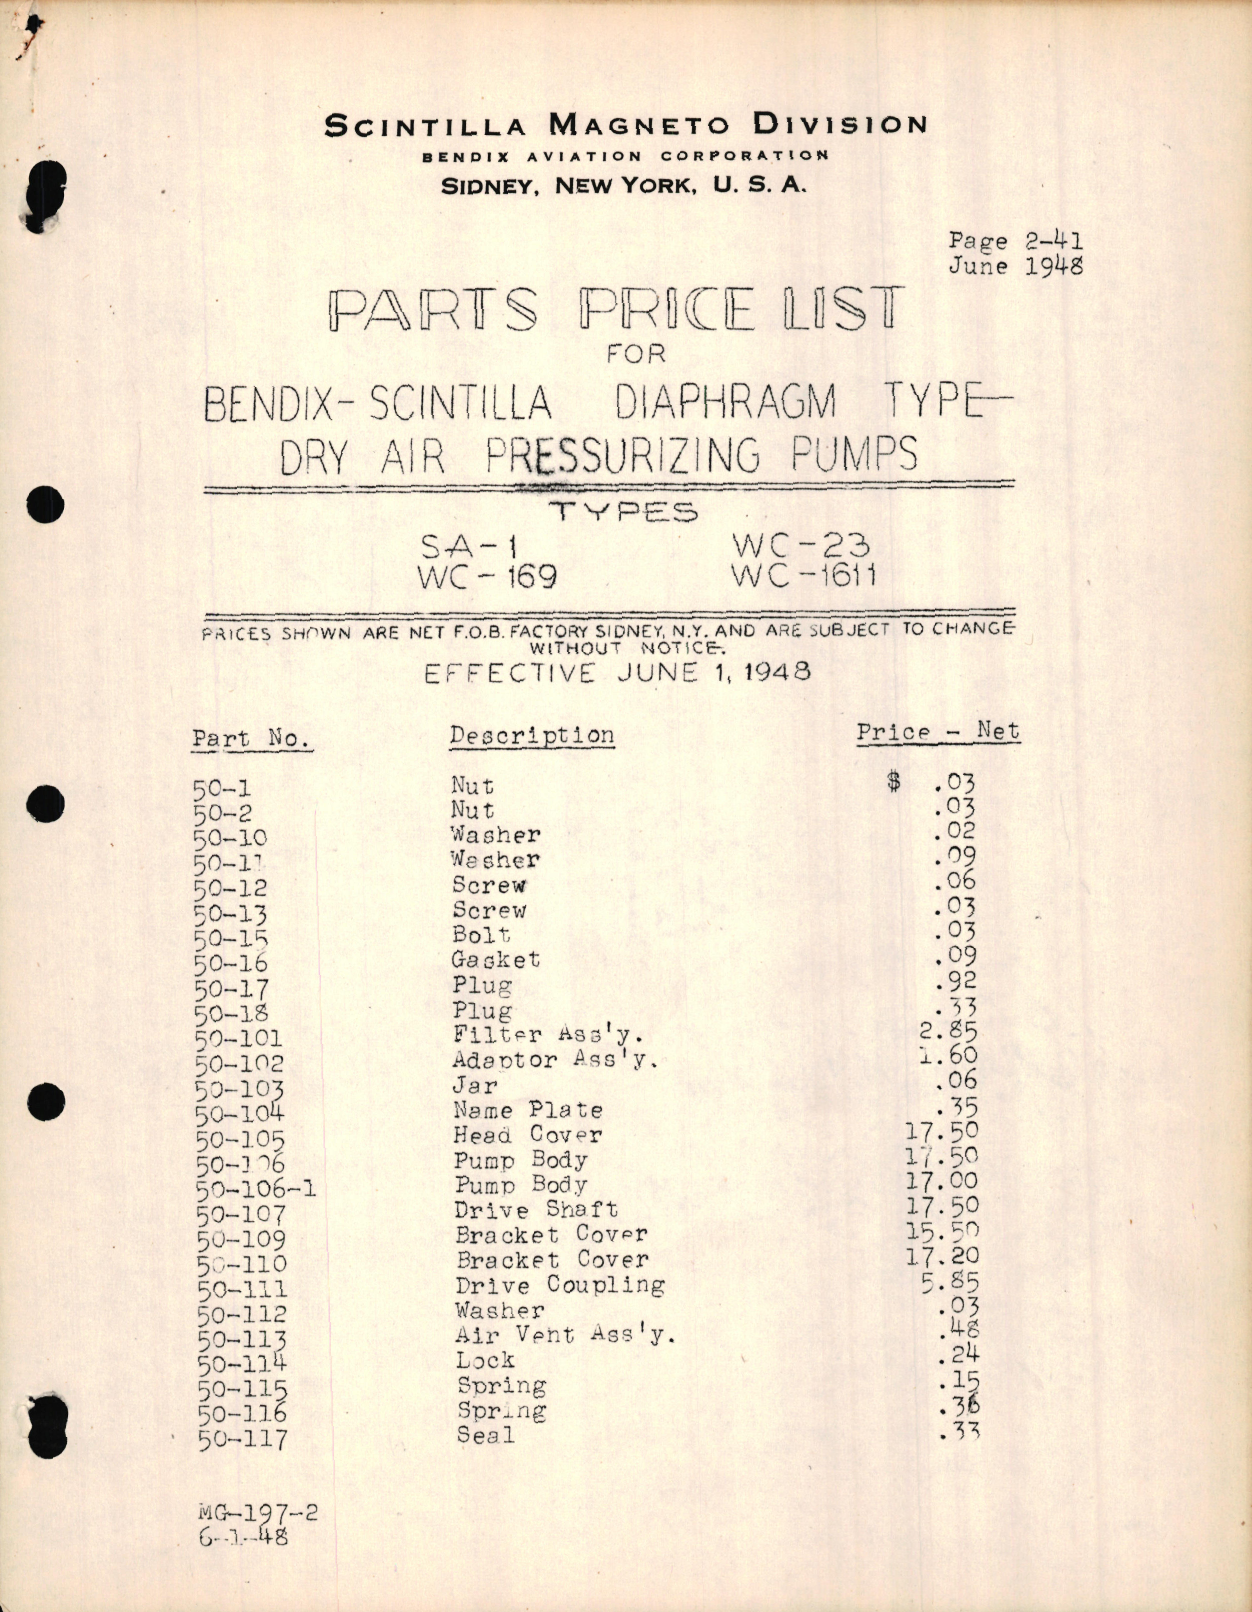 SCINTILLA MAGNETO DIVISION
BENDIX AVIATION CORPORATION
SIDNEY, NEW YORK, U. S. A.
Page 2-41
June 1948
PARTS PRICE LIST
FOR
BENDIX-SCINTILLA DIAPHRAGM TYPE
DRY AIR PRESSURIZING PUMPS
TYPES
SA-1 WC-23
WC-169 WC-1611
PRICES SHOWN ARE NET F.O.B. FACTORY SIDNEY, N.Y. AND ARE SUBJECT TO CHANGE
WITHOUT NOTICE.
EFFECTIVE JUNE 1, 1948
Part No. Description Price - Net
50-1 Nut $ .03
50-2 Nut .03
50-10 Washer .02
50-11 Washer .09
50-12 Screw .06
50-13 Screw .03
50-15 Bolt .03
50-16 Gasket .09
50-17 Plug .92
50-18 Plug .33
50-101 Filter Ass'y. 2.85
50-102 Adaptor Ass'y. 1.60
50-103 Jar .06
50-104 Name Plate .35
50-105 Head Cover 17.50
50-106 Pump Body 17.50
50-106-1 Pump Body 17.00
50-107 Drive Shaft 17.50
50-109 Bracket Cover 15.50
50-110 Bracket Cover 17.20
50-111 Drive Coupling 5.85
50-112 Washer .03
50-113 Air Vent Ass'y. .48
50-114 Lock .24
50-115 Spring .15
50-116 Spring .36
50-117 Seal .33
MG-197-2
6-1-48